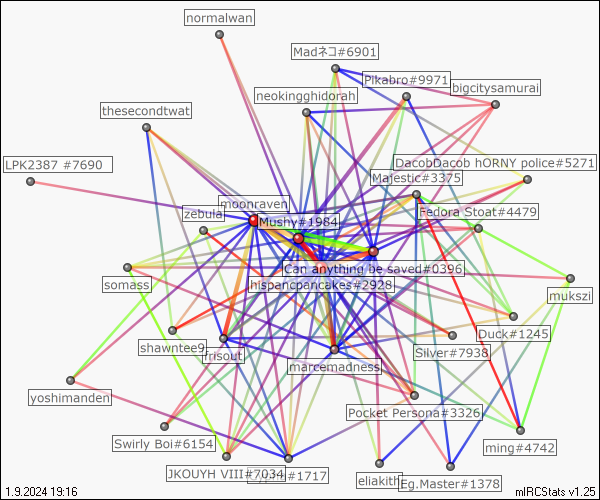 normalwan
Madネコ#6901
Pikabro#9971
bigcitysamurai
neokingghidorah
thesecondtwat
LPK2387 #7690
DacobDacob hORNY police#5271
Majestic#3375
moonraven
zebula
Mushy#1984
Fedora Stoat#4479
Can anything be saved#0396
somass
hispancpancakes#2928
mukszi
Duck#1245
shawntee9
frisout
Silver#7938
marcemadness
yoshimanden
Pocket Persona#3326
Swirly Boi#6154
ming#4742
JKOUYH VIII#7034
#1717
eliakith
Eg.Master#1378
1.9.2024 19:16
mIRCStats v1.25